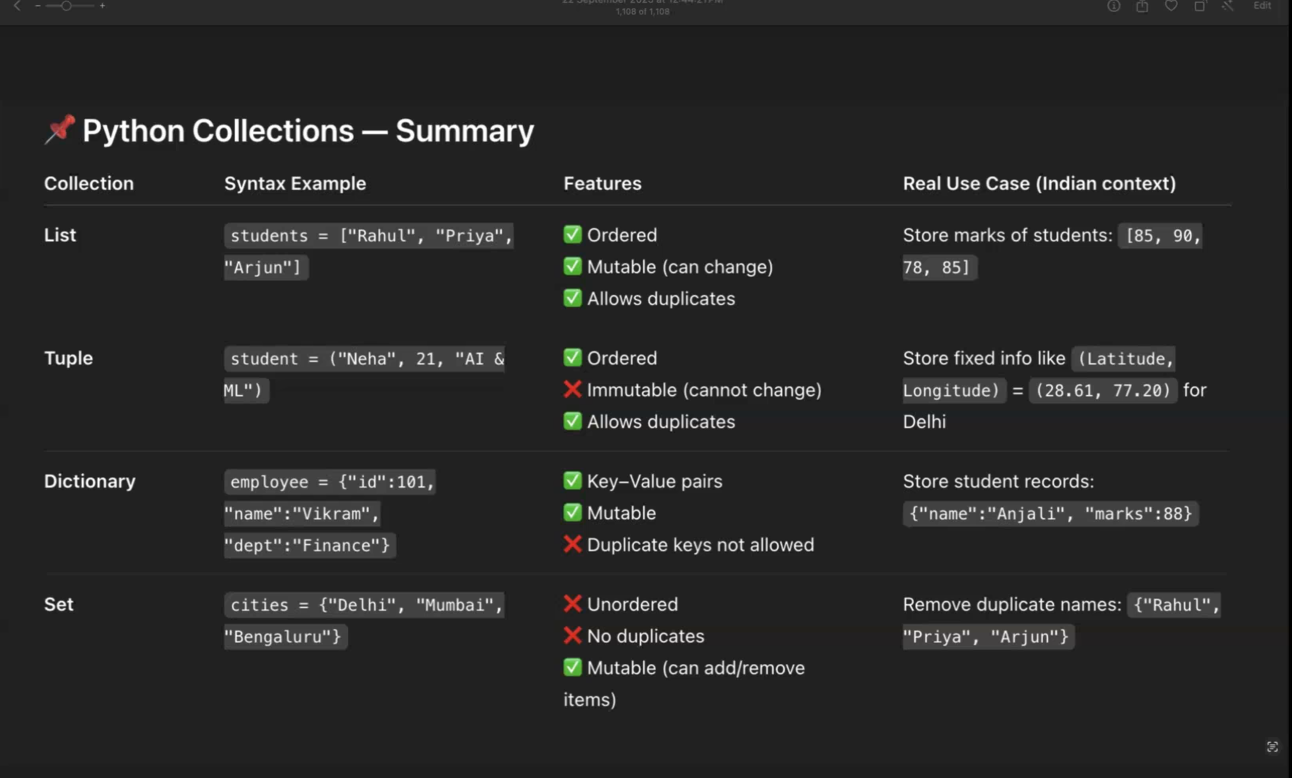 1,108 of 1,108
Edit
📌 Python Collections — Summary
Collection Syntax Example Features Real Use Case (Indian context)
List
students = ["Rahul", "Priya",
"Arjun"]
✅ Ordered
✅ Mutable (can change)
✅ Allows duplicates
Store marks of students: [85, 90,
78, 85]
Tuple
student = ("Neha", 21, "AI &
ML")
✅ Ordered
❌ Immutable (cannot change)
✅ Allows duplicates
Store fixed info like (Latitude,
Longitude) = (28.61, 77.20) for
Delhi
Dictionary
employee = {"id":101,
"name":"Vikram",
"dept":"Finance"}
✅ Key–Value pairs
✅ Mutable
❌ Duplicate keys not allowed
Store student records:
{"name":"Anjali", "marks":88}
Set
cities = {"Delhi", "Mumbai",
"Bengaluru"}
❌ Unordered
❌ No duplicates
✅ Mutable (can add/remove
items)
Remove duplicate names: {"Rahul",
"Priya", "Arjun"}